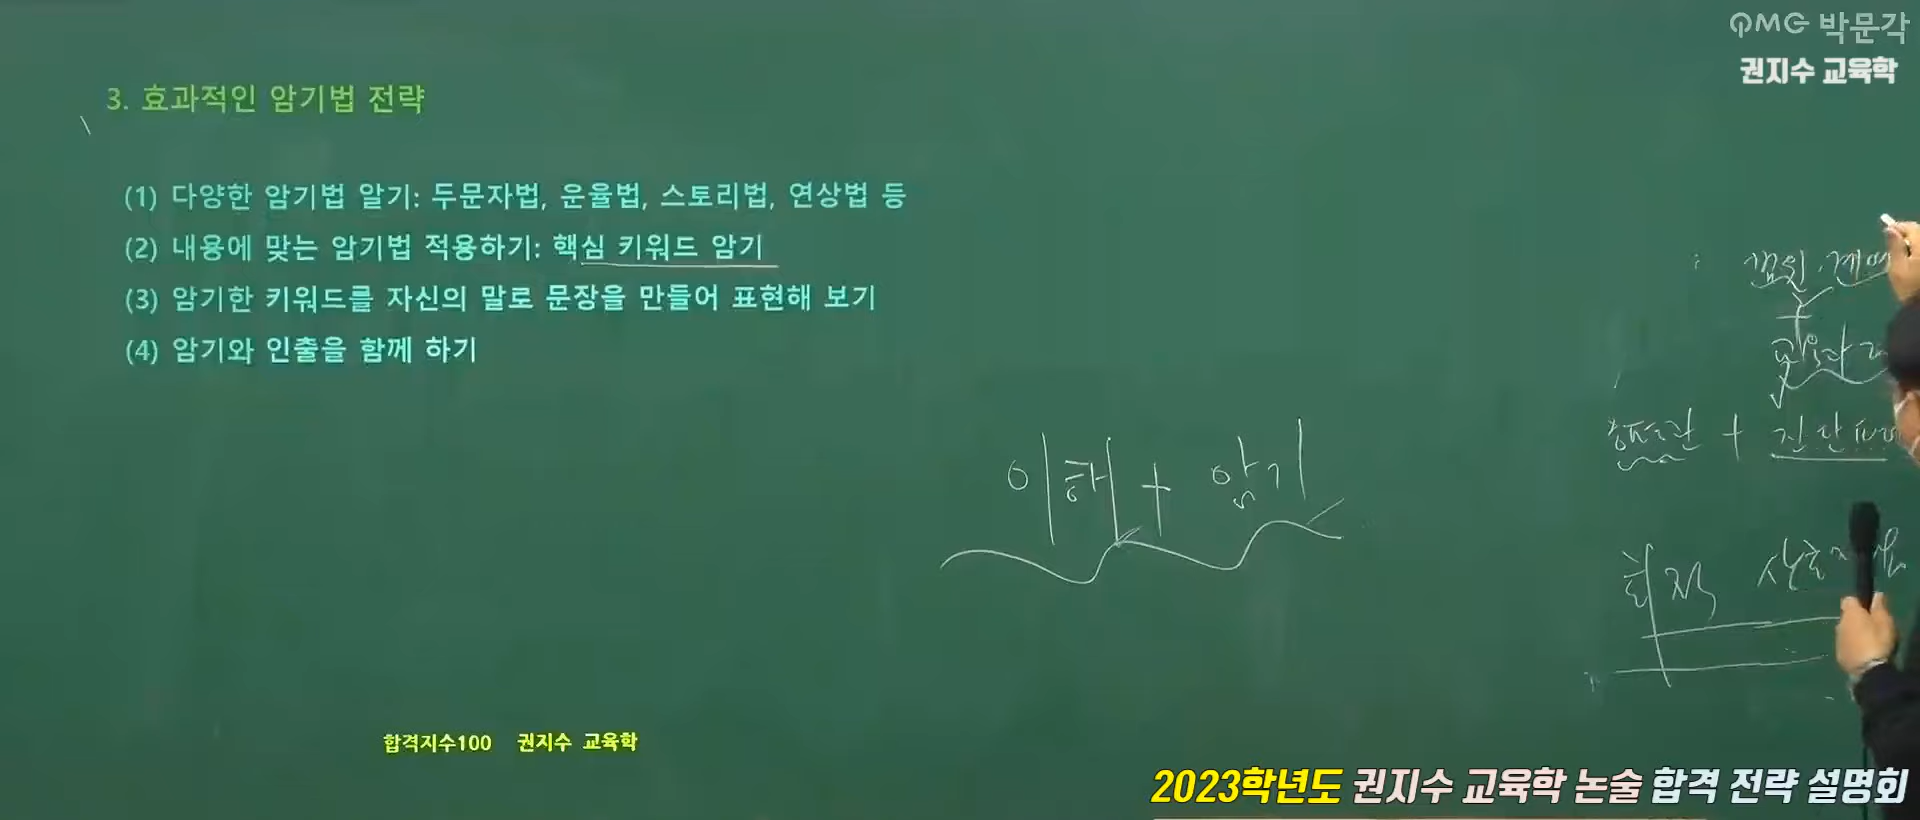 PMG 박문각
권지수 교육학
3. 효과적인 암기법 전략
(1) 다양한 암기법 알기: 두문자법, 운율법, 스토리법, 연상법 등
(2) 내용에 맞는 암기법 적용하기: 핵심 키워드 암기
(3) 암기한 키워드를 자신의 말로 문장을 만들어 표현해 보기
(4) 암기와 인출을 함께 하기
이해 + 암기
합격지수100 권지수 교육학
2023학년도 권지수 교육학 논술 합격 전략 설명회